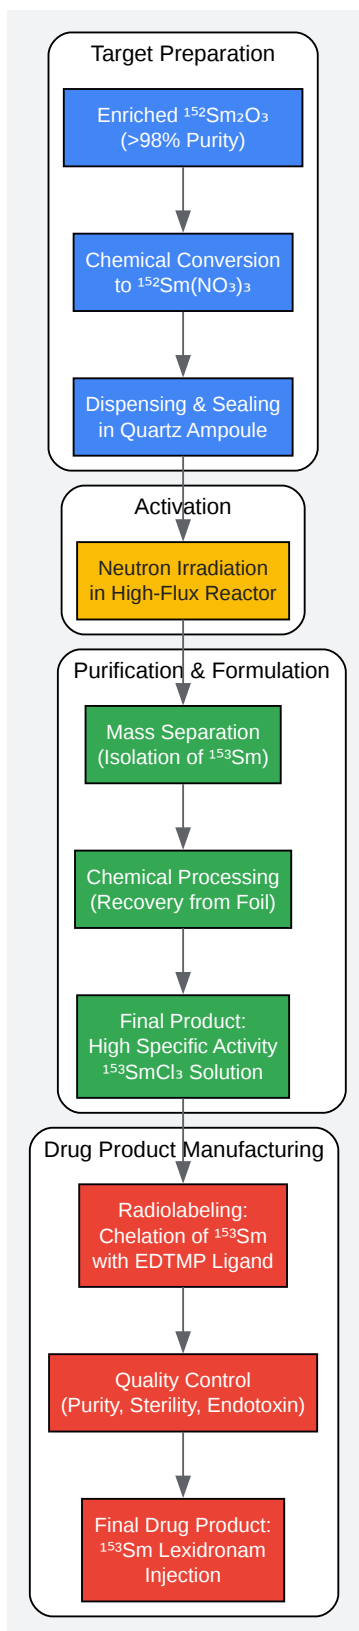 Target Preparation
Enriched ¹⁵²Sm₂O₃
(>98% Purity)
Chemical Conversion
to ¹⁵²Sm(NO₃)₃
Dispensing & Sealing
in Quartz Ampoule
Activation
Neutron Irradiation
in High-Flux Reactor
Purification & Formulation
Mass Separation
(Isolation of ¹⁵³Sm)
Chemical Processing
(Recovery from Foil)
Final Product:
High Specific Activity
¹⁵³SmCl₃ Solution
Drug Product Manufacturing
Radiolabeling:
Chelation of ¹⁵³Sm
with EDTMP Ligand
Quality Control
(Purity, Sterility, Endotoxin)
Final Drug Product:
¹⁵³Sm Lexidronam
Injection